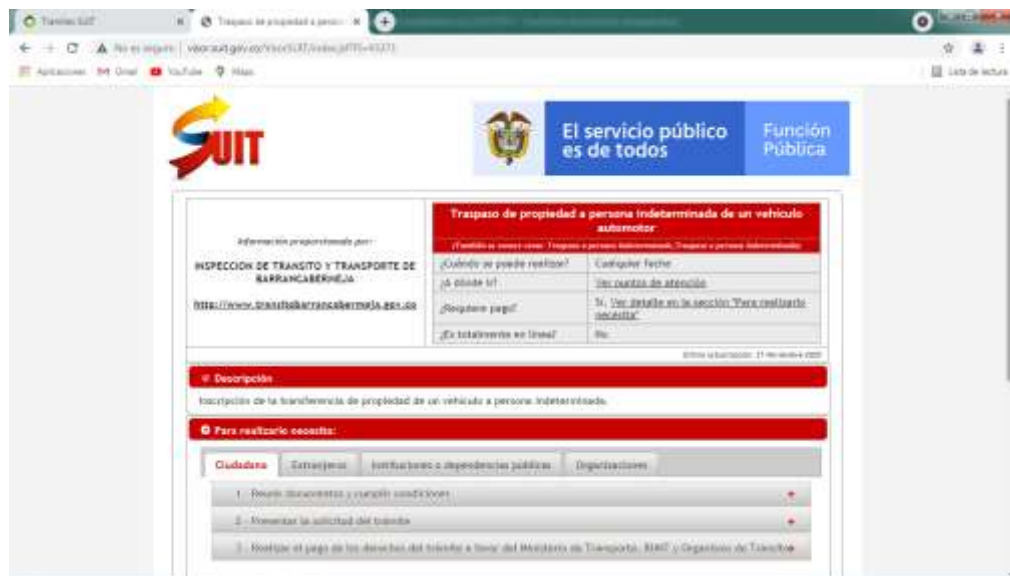 Tramites SUIT
Traspaso de propiedad a person
No es seguro
Aplicaciones Gmail YouTube Maps Lista de lectura
SUIT
El servicio público
es de todos
Función
Pública
Información proporcionada por:
INSPECCION DE TRANSITO Y TRANSPORTE DE
BARRANCABERMEJA
http://www.transitobarrancabermeja.gov.co
Traspaso de propiedad a persona indeterminada de un vehículo
automotor
¿Cuándo se puede realizar? Cualquier fecha
¿A dónde ir? Ver puntos de atención
¿Requiere pago? Si, Ver detalle en la sección "Para realizarlo
necesita"
¿Es totalmente en línea? No
Descripción
Inscripción de la transferencia de propiedad de un vehículo a persona indeterminada.
Para realizarlo necesita:
Ciudadano Extranjeros Instituciones o dependencias públicas Organizaciones
1 - Reunir documentos y cumplir condiciones
2 - Presentar la solicitud del trámite
3 - Realizar el pago de los derechos del trámite a favor del Ministerio de Transporte, RUNT y Organismo de Tránsito